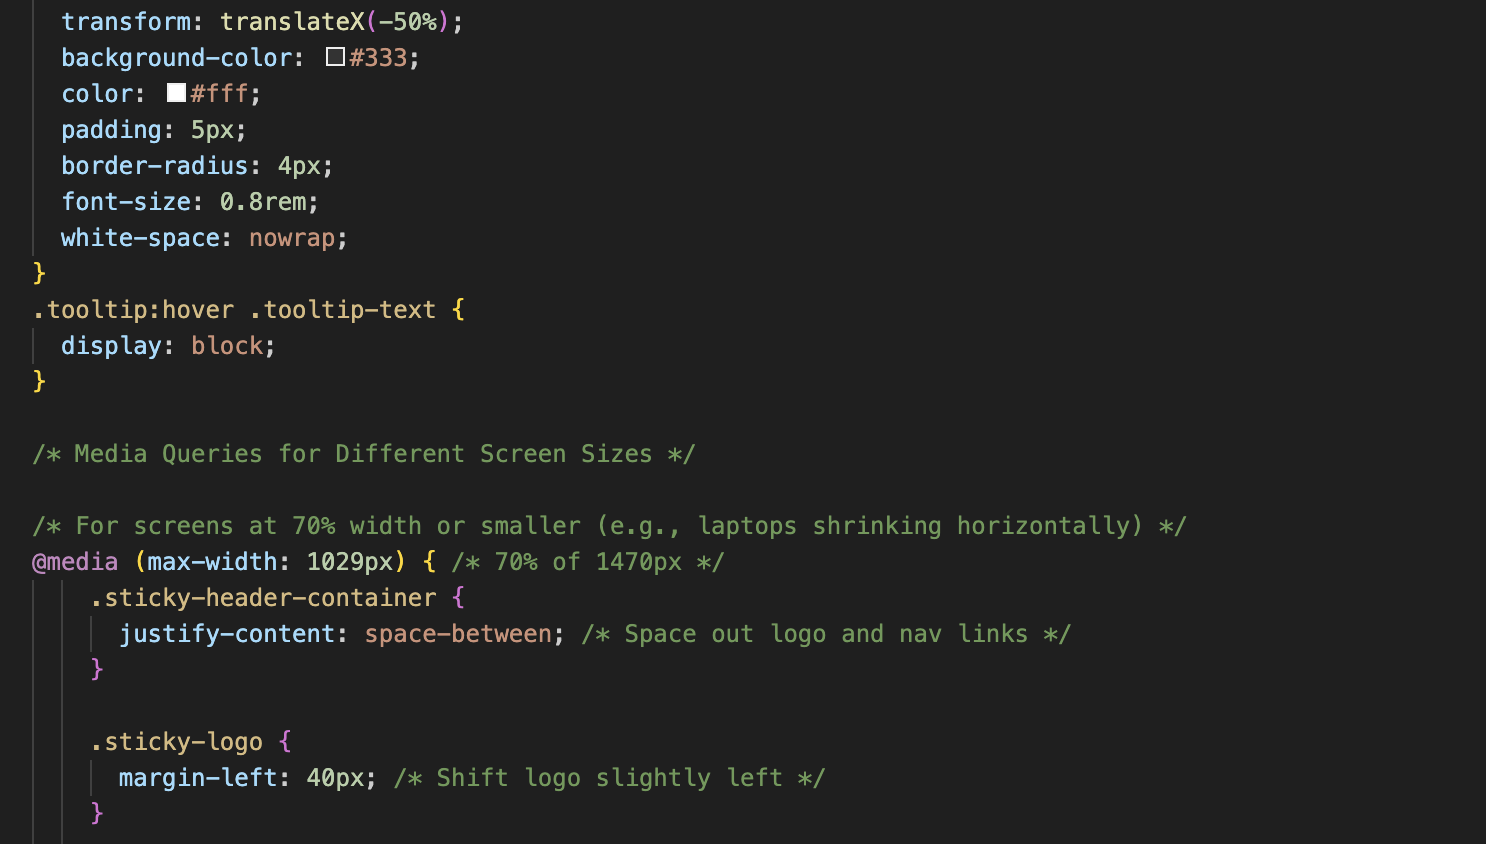 transform: translateX(-50%);
background-color: #333;
color: #fff;
padding: 5px;
border-radius: 4px;
font-size: 0.8rem;
white-space: nowrap;
}
.tooltip:hover .tooltip-text {
display: block;
}
/* Media Queries for Different Screen Sizes */
/* For screens at 70% width or smaller (e.g., laptops shrinking horizontally) */
@media (max-width: 1029px) { /* 70% of 1470px */
.sticky-header-container {
justify-content: space-between; /* Space out logo and nav links */
}
.sticky-logo {
margin-left: 40px; /* Shift logo slightly left */
}